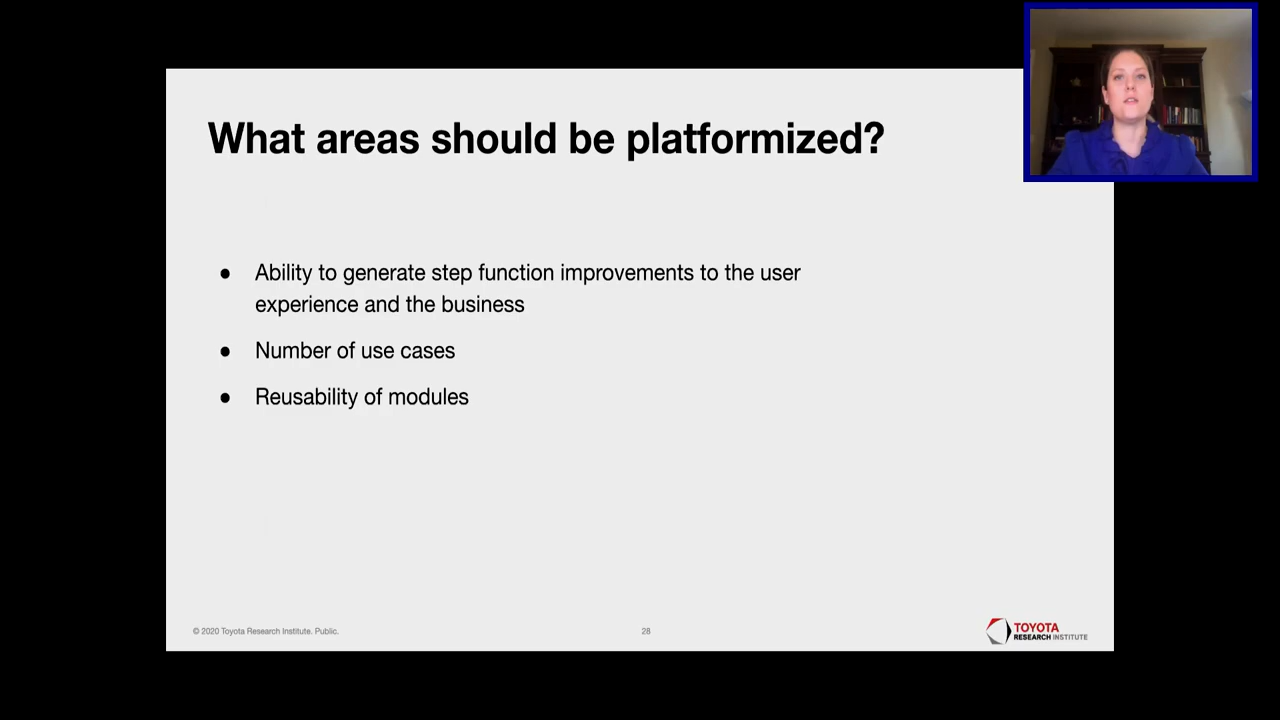 What areas should be platformized?
● Ability to generate step function improvements to the user
experience and the business
● Number of use cases
● Reusability of modules
© 2020 Toyota Research Institute. Public.
28
TOYOTA
RESEARCH INSTITUTE